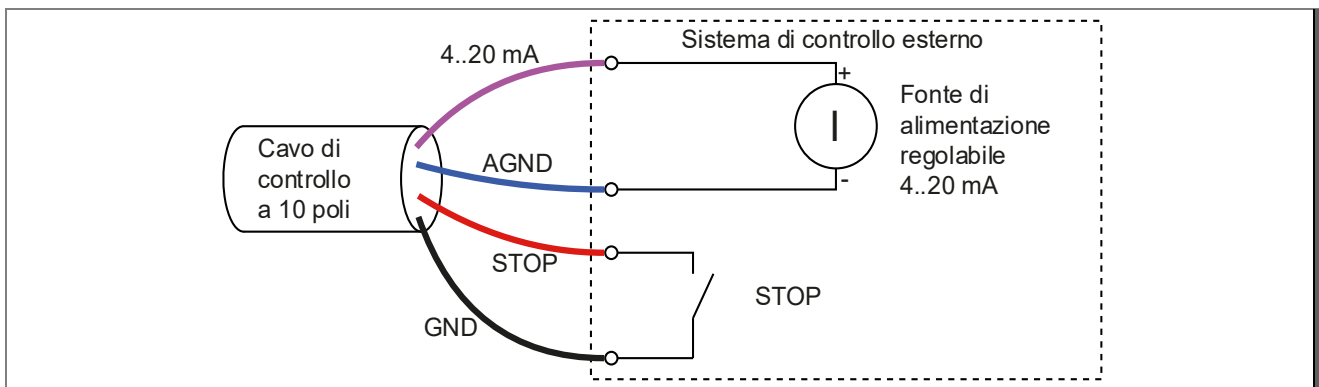 Sistema di controllo esterno
4..20 mA
+
I
Fonte di
alimentazione
regolabile
4..20 mA
-
Cavo di
controllo
a 10 poli
AGND
STOP
STOP
GND